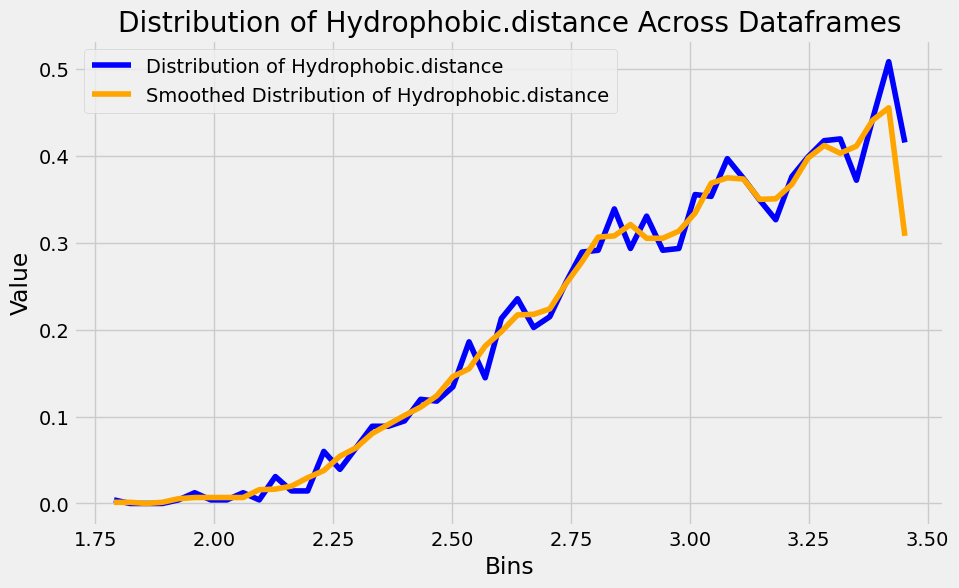 Distribution of Hydrophobic.distance Across Dataframes
Distribution of Hydrophobic.distance
Smoothed Distribution of Hydrophobic.distance
Value
0.5
0.4
0.3
0.2
0.1
0.0
1.75 2.00 2.25 2.50 2.75 3.00 3.25 3.50
Bins